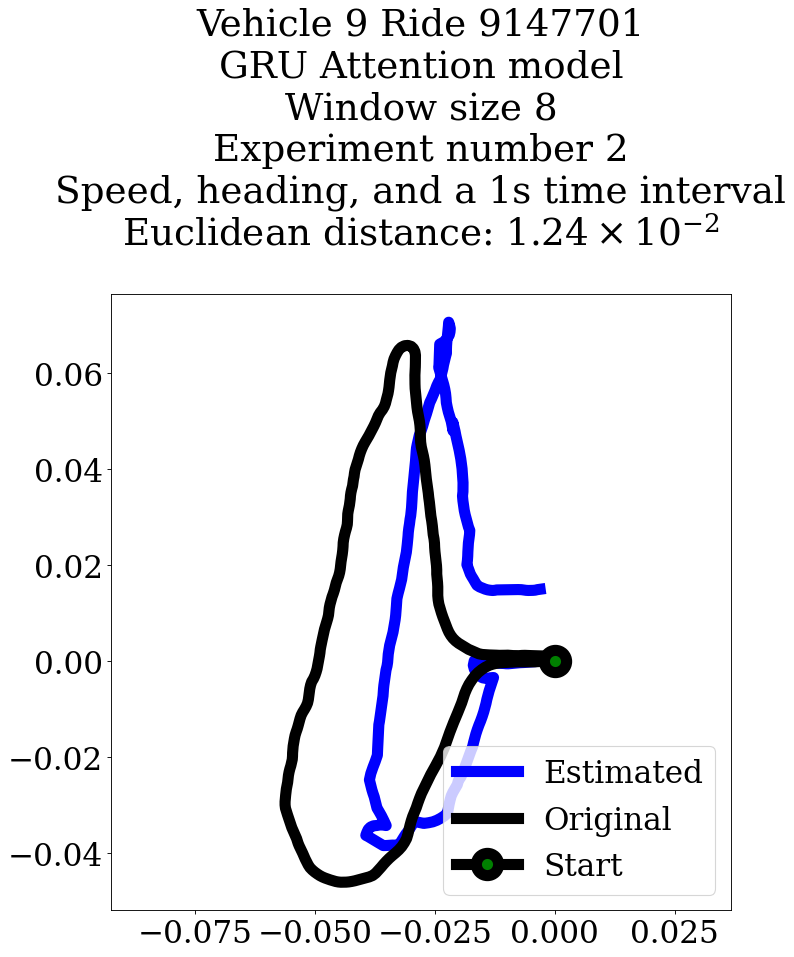 Vehicle 9 Ride 9147701
GRU Attention model
Window size 8
Experiment number 2
Speed, heading, and a 1s time interval
Euclidean distance: 1.24 × 10⁻²
0.06
0.04
0.02
0.00
−0.02
−0.04
Estimated
Original
Start
−0.075 −0.050 −0.025 0.000 0.025